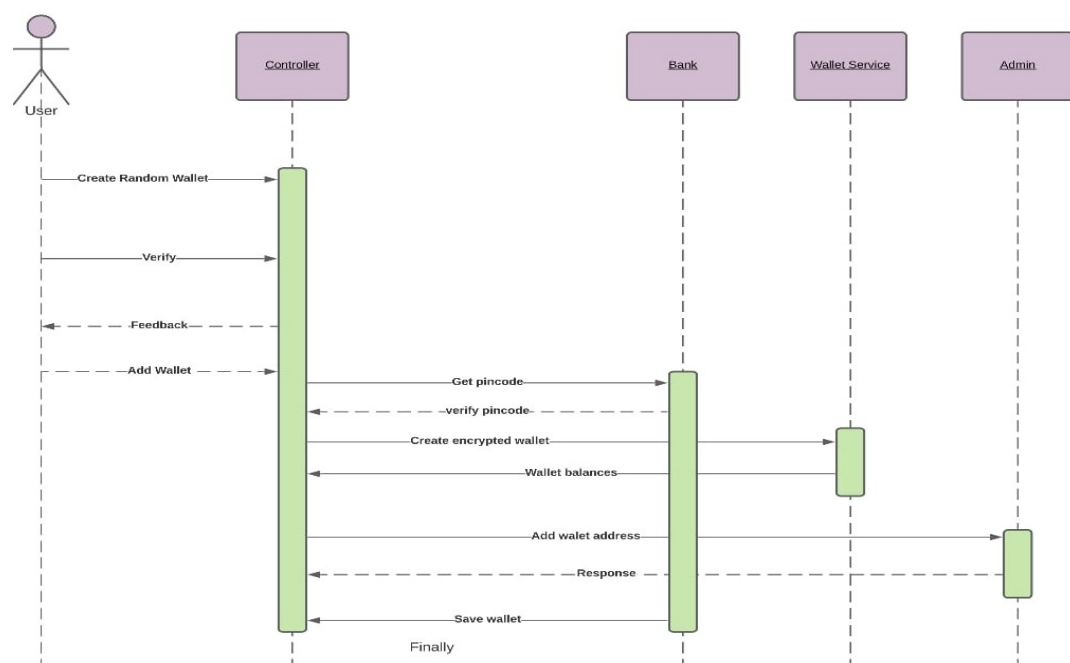 Controller
Bank
Wallet Service
Admin
User
Create Random Wallet
Verify
Feedback
Add Wallet
Get pincode
verify pincode
Create encrypted wallet
Wallet balances
Add walet address
Response
Save wallet
Finally